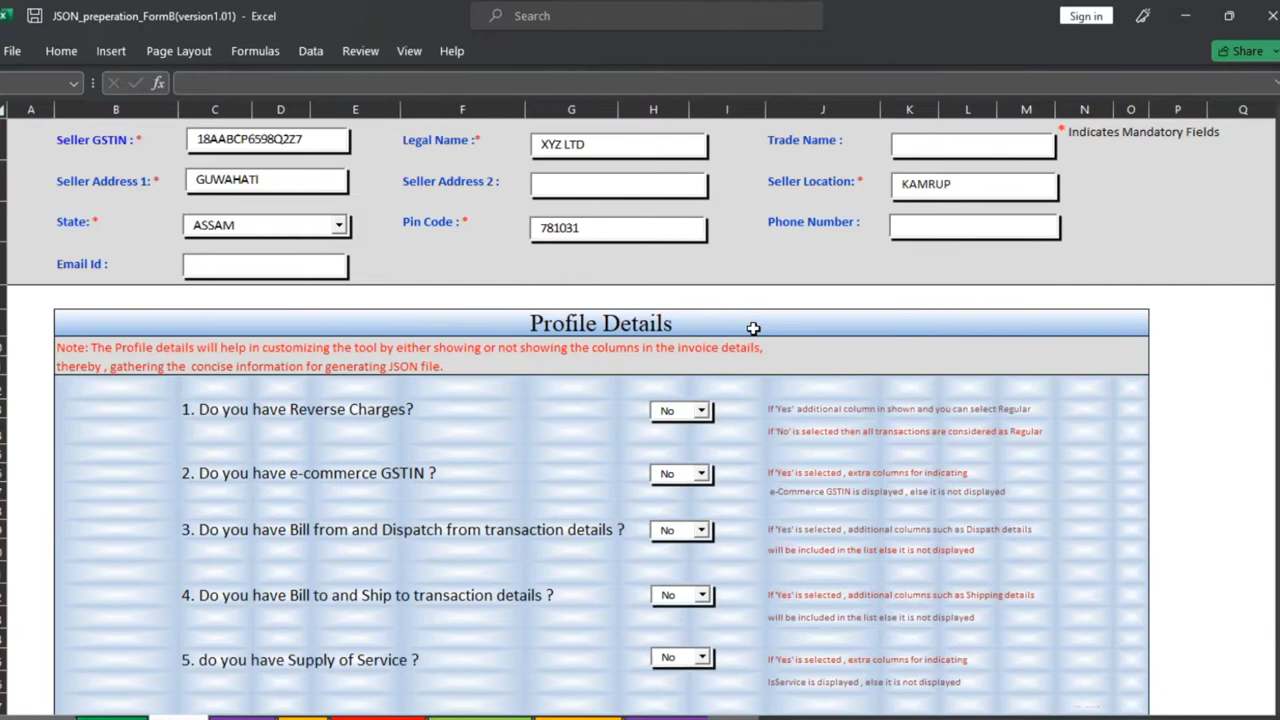 JSON_preperation_FormB(version1.01) - Excel
Search
Sign in
File Home Insert Page Layout Formulas Data Review View Help
Share
fx
A B C D E F G H I J K L M N O P Q
Seller GSTIN : * 18AABCP6598Q2Z7 Legal Name :* XYZ LTD Trade Name : * Indicates Mandatory Fields
Seller Address 1: * GUWAHATI Seller Address 2 : Seller Location: * KAMRUP
State: * ASSAM Pin Code : * 781031 Phone Number :
Email Id :
Profile Details
Note: The Profile details will help in customizing the tool by either showing or not showing the columns in the invoice details,
thereby , gathering the concise information for generating JSON file.
1. Do you have Reverse Charges? No If 'Yes' additional column in shown and you can select Regular
if 'No' is selected then all transactions are considered as Regular
2. Do you have e-commerce GSTIN ? No If 'Yes' is selected , extra columns for indicating
e-Commerce GSTIN is displayed , else it is not displayed
3. Do you have Bill from and Dispatch from transaction details ? No If 'Yes' is selected , additional columns such as Dispath details
will be included in the list else it is not displayed
4. Do you have Bill to and Ship to transaction details ? No If 'Yes' is selected , additional columns such as Shipping details
will be included in the list else it is not displayed
5. do you have Supply of Service ? No If 'Yes' is selected , extra columns for indicating
IsService is displayed , else it is not displayed